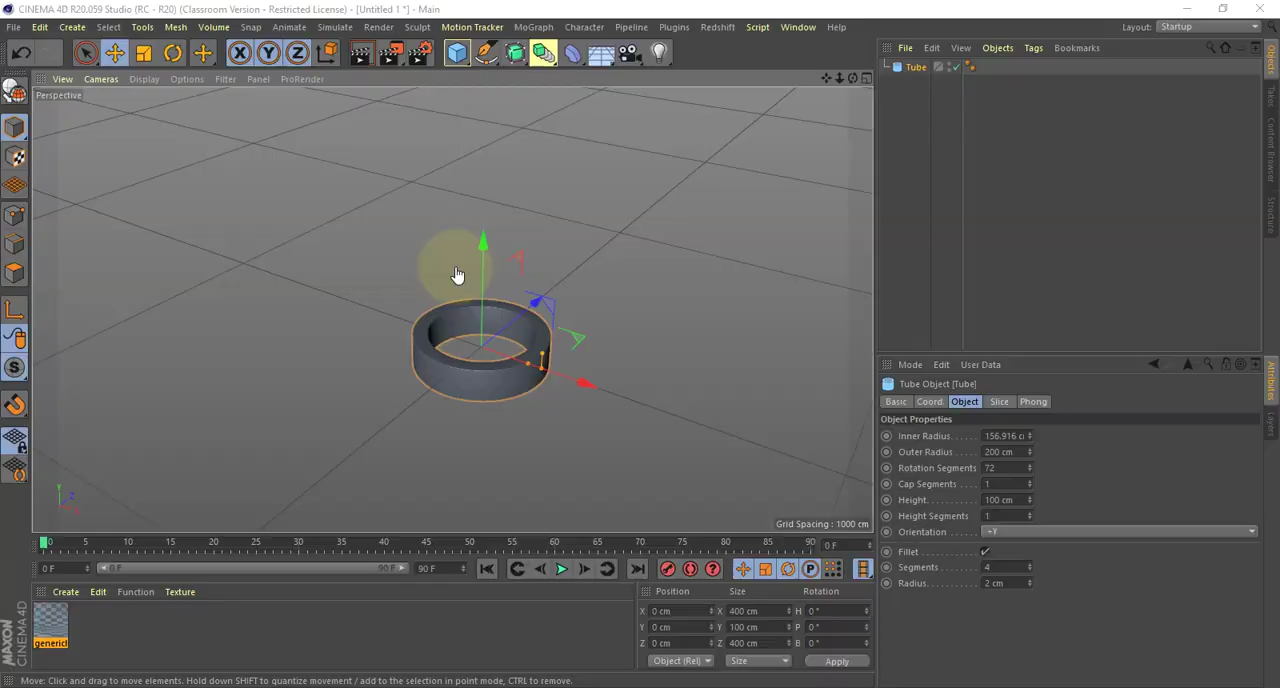 CINEMA 4D R20.059 Studio (RC - R20) (Classroom Version - Restricted License) - [Untitled 1 *] - Main
File Edit Create Select Tools Mesh Volume Snap Animate Simulate Render Sculpt Motion Tracker MoGraph Character Pipeline Plugins Redshift Script Window Help Layout: Startup
X Y Z
File Edit View Objects Tags Bookmarks
Tube
View Cameras Display Options Filter Panel ProRender
Perspective
Y Z
Grid Spacing : 1000 cm
Objects
Takes
Content Browser
Structure
Mode Edit User Data
Tube Object [Tube]
Basic Coord. Object Slice Phong
Object Properties
Inner Radius. . . . . . 156.916 c
Outer Radius . . . . . 200 cm
Rotation Segments 72
Cap Segments . . . . 1
Height. . . . . . . . . . . 100 cm
Height Segments 1
Orientation. . . . . . . +Y
Fillet . . . . . . . . . . . .
Segments . . . . . . . . 4
Radius. . . . . . . . . . . 2 cm
Attributes
Layers
0 5 10 15 20 25 30 35 40 45 50 55 60 65 70 75 80 85 90 0 F
0 F 0 F 90 F 90 F
P
Create Edit Function Texture
generic
Position Size Rotation
X 0 cm X 400 cm H 0 °
Y 0 cm Y 100 cm P 0 °
Z 0 cm Z 400 cm B 0 °
Object (Rel) Size Apply
MAXON
CINEMA 4D
Move: Click and drag to move elements. Hold down SHIFT to quantize movement / add to the selection in point mode, CTRL to remove.